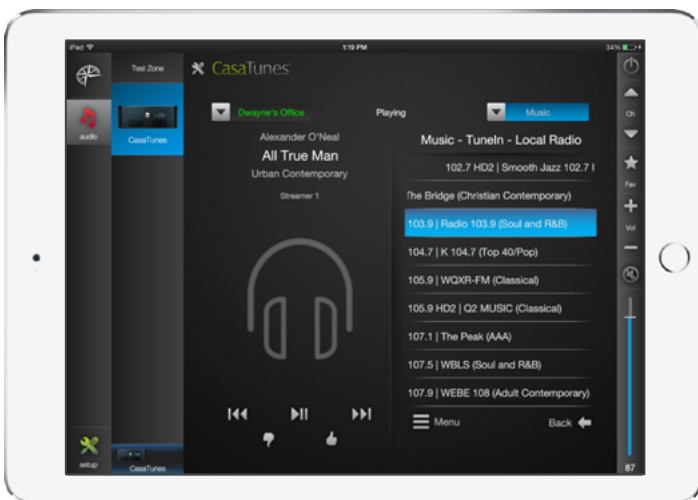 iPad
1:19 PM
54%
Test Zone
CasaTunes
Dwayne's Office
Playing
Music
audio
CasaTunes
Ch
Alexander O'Neal
All True Man
Urban Contemporary
Streamer 1
Music - TuneIn - Local Radio
102.7 HD2 | Smooth Jazz 102.7 I
The Bridge (Christian Contemporary)
103.9 | Radio 103.9 (Soul and R&B)
104.7 | K 104.7 (Top 40/Pop)
105.9 | WQXR-FM (Classical)
105.9 HD2 | Q2 MUSIC (Classical)
107.1 | The Peak (AAA)
107.5 | WBLS (Soul and R&B)
107.9 | WEBE 108 (Adult Contemporary)
Fav
Vol
Menu
Back
setup
CasaTunes
87